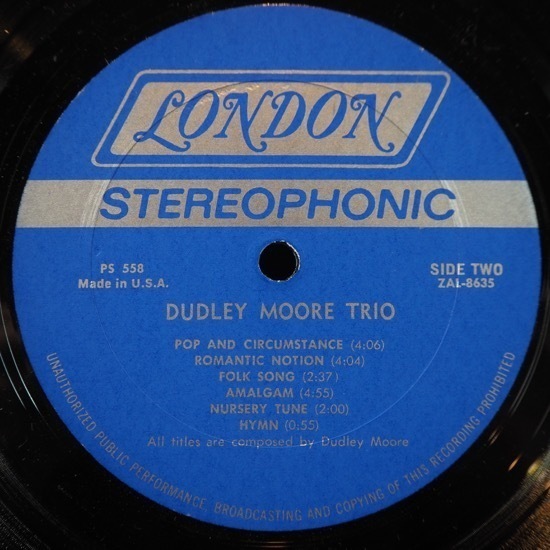 LONDON
STEREOPHONIC
PS 558
Made in U.S.A.
SIDE TWO
ZAL-8635
DUDLEY MOORE TRIO
POP AND CIRCUMSTANCE (4:06)
ROMANTIC NOTION (4:04)
FOLK SONG (2:37)
AMALGAM (4:55)
NURSERY TUNE (2:00)
HYMN (0:55)
All titles are composed by Dudley Moore
UNAUTHORIZED PUBLIC PERFORMANCE, BROADCASTING AND COPYING OF THIS RECORDING PROHIBITED